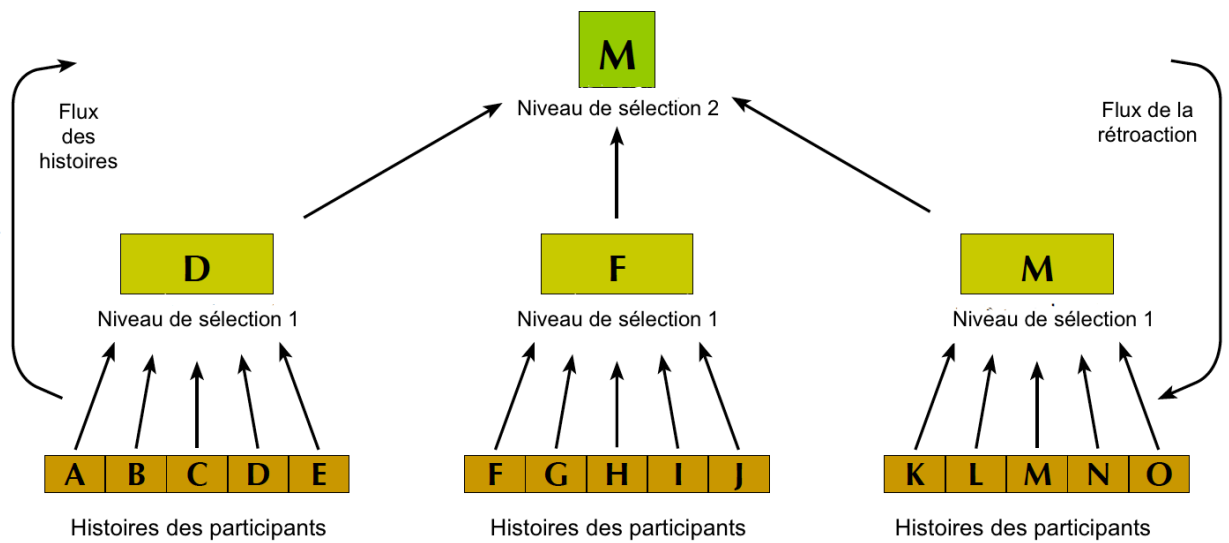 M
Niveau de sélection 2
Flux
des
histoires
Flux de la
rétroaction
D
F
M
Niveau de sélection 1
Niveau de sélection 1
Niveau de sélection 1
A B C D E
F G H I J
K L M N O
Histoires des participants
Histoires des participants
Histoires des participants